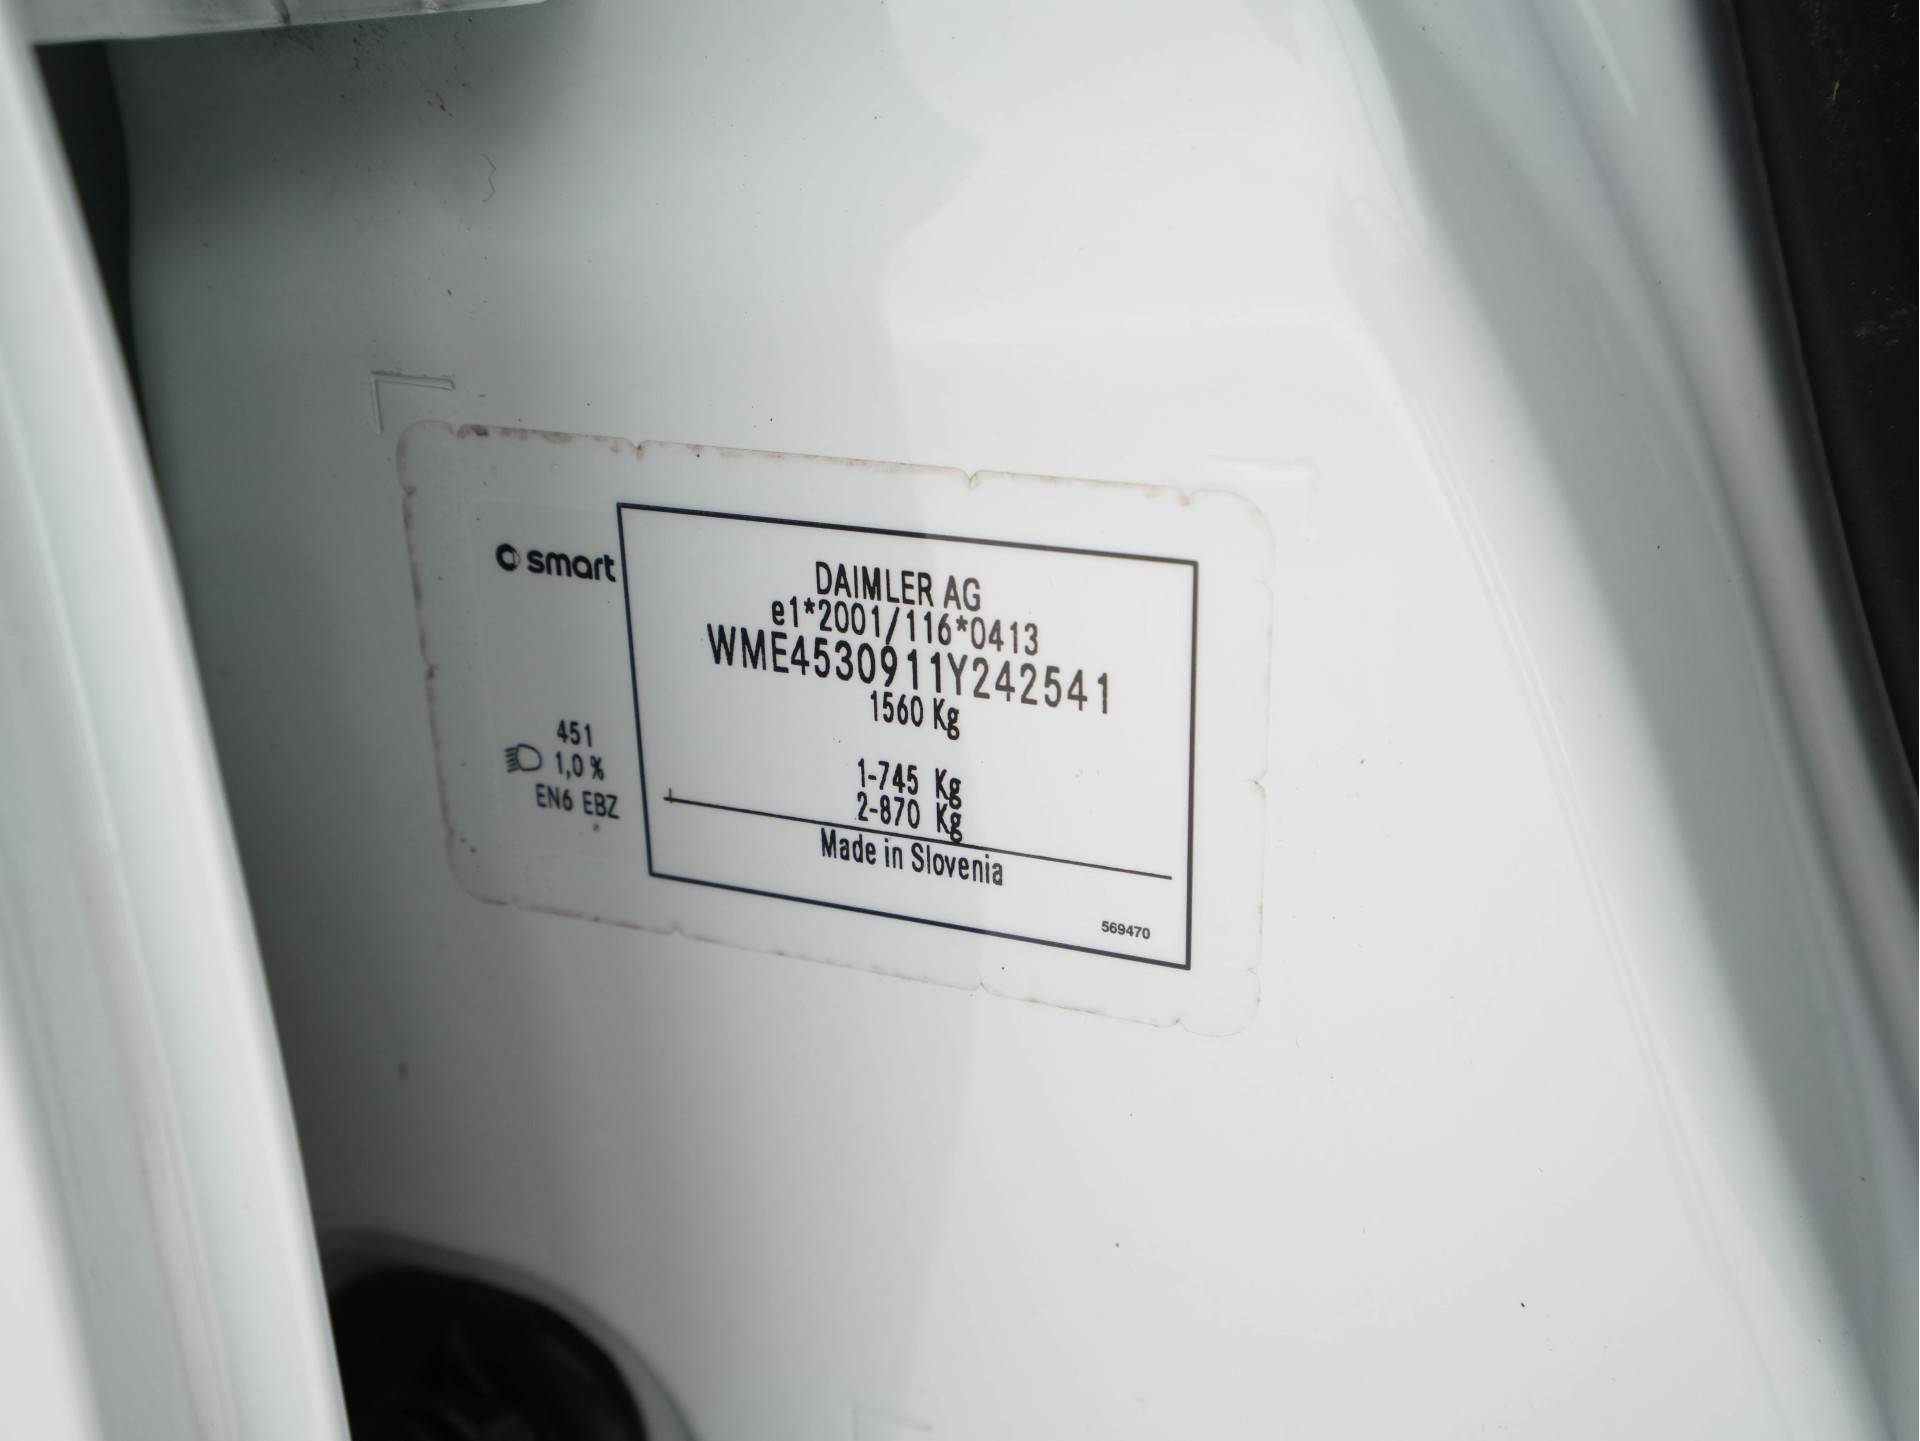 smart
DAIMLER AG
e1*2001/116*0413
WME4530911Y242541
1560 Kg
451
1,0 %
EN6 EBZ
1-745 Kg
2-870 Kg
Made in Slovenia
569470